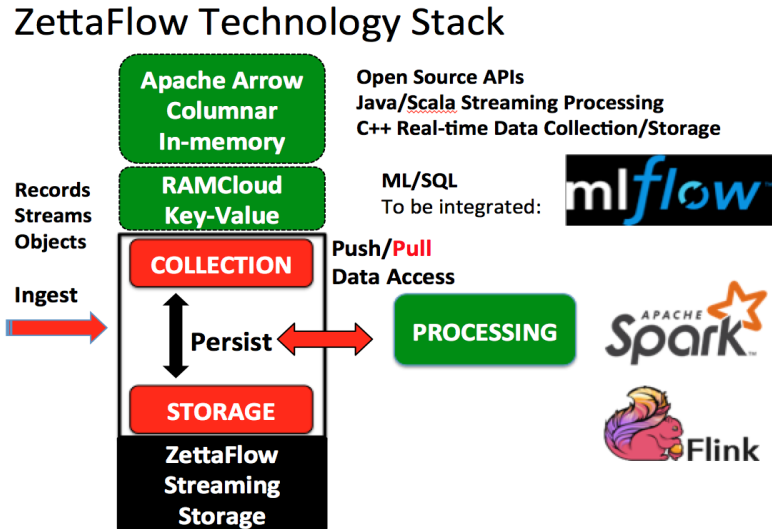 ZettaFlow Technology Stack
Apache Arrow
Columnar
In-memory
Open Source APIs
Java/Scala Streaming Processing
C++ Real-time Data Collection/Storage
RAMCloud
Key-Value
ML/SQL
To be integrated:
mlflow™
Records
Streams
Objects
COLLECTION
Push/Pull
Data Access
Ingest
Persist
PROCESSING
APACHE
Spark™
STORAGE
Flink
ZettaFlow
Streaming
Storage